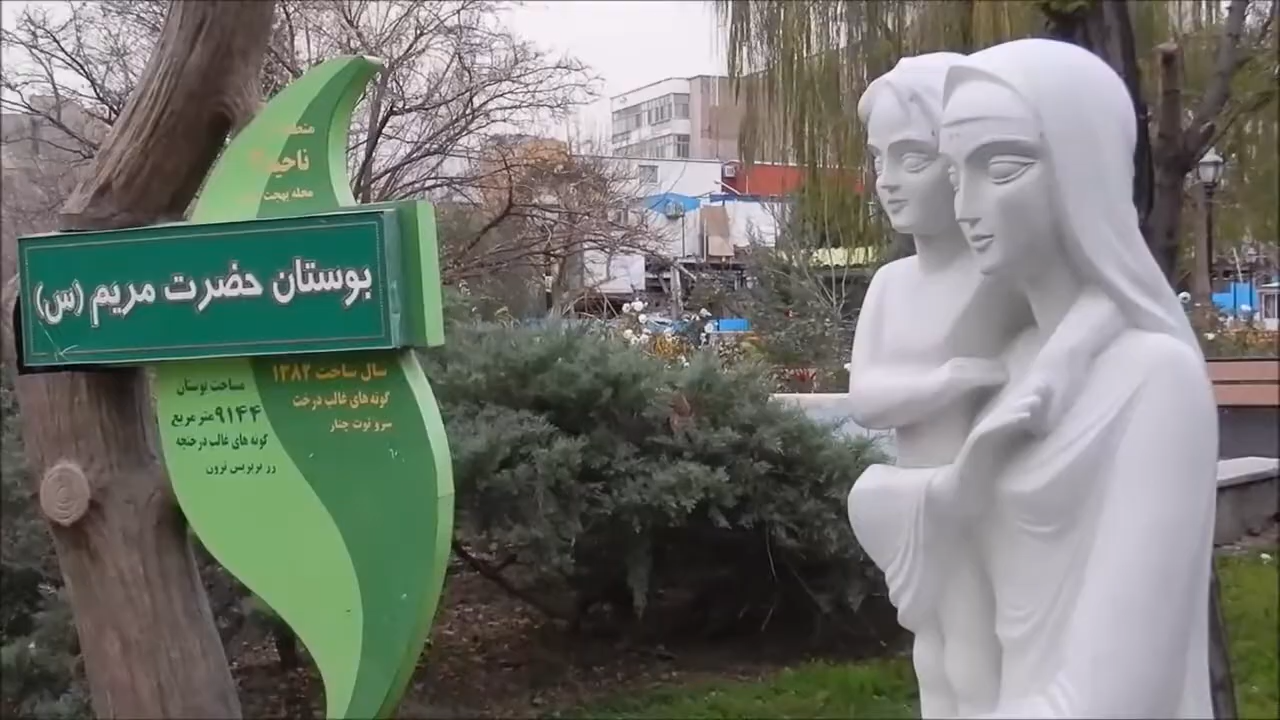 ناحیه
محله بهجت
بوستان حضرت مریم (س)
سال ساخت ۱۳۸۲
گونه های غالب درخت
سرو توت چنار
مساحت بوستان
۹۱۴۴ متر مربع
گونه های غالب درختچه
رز بربریس ترون